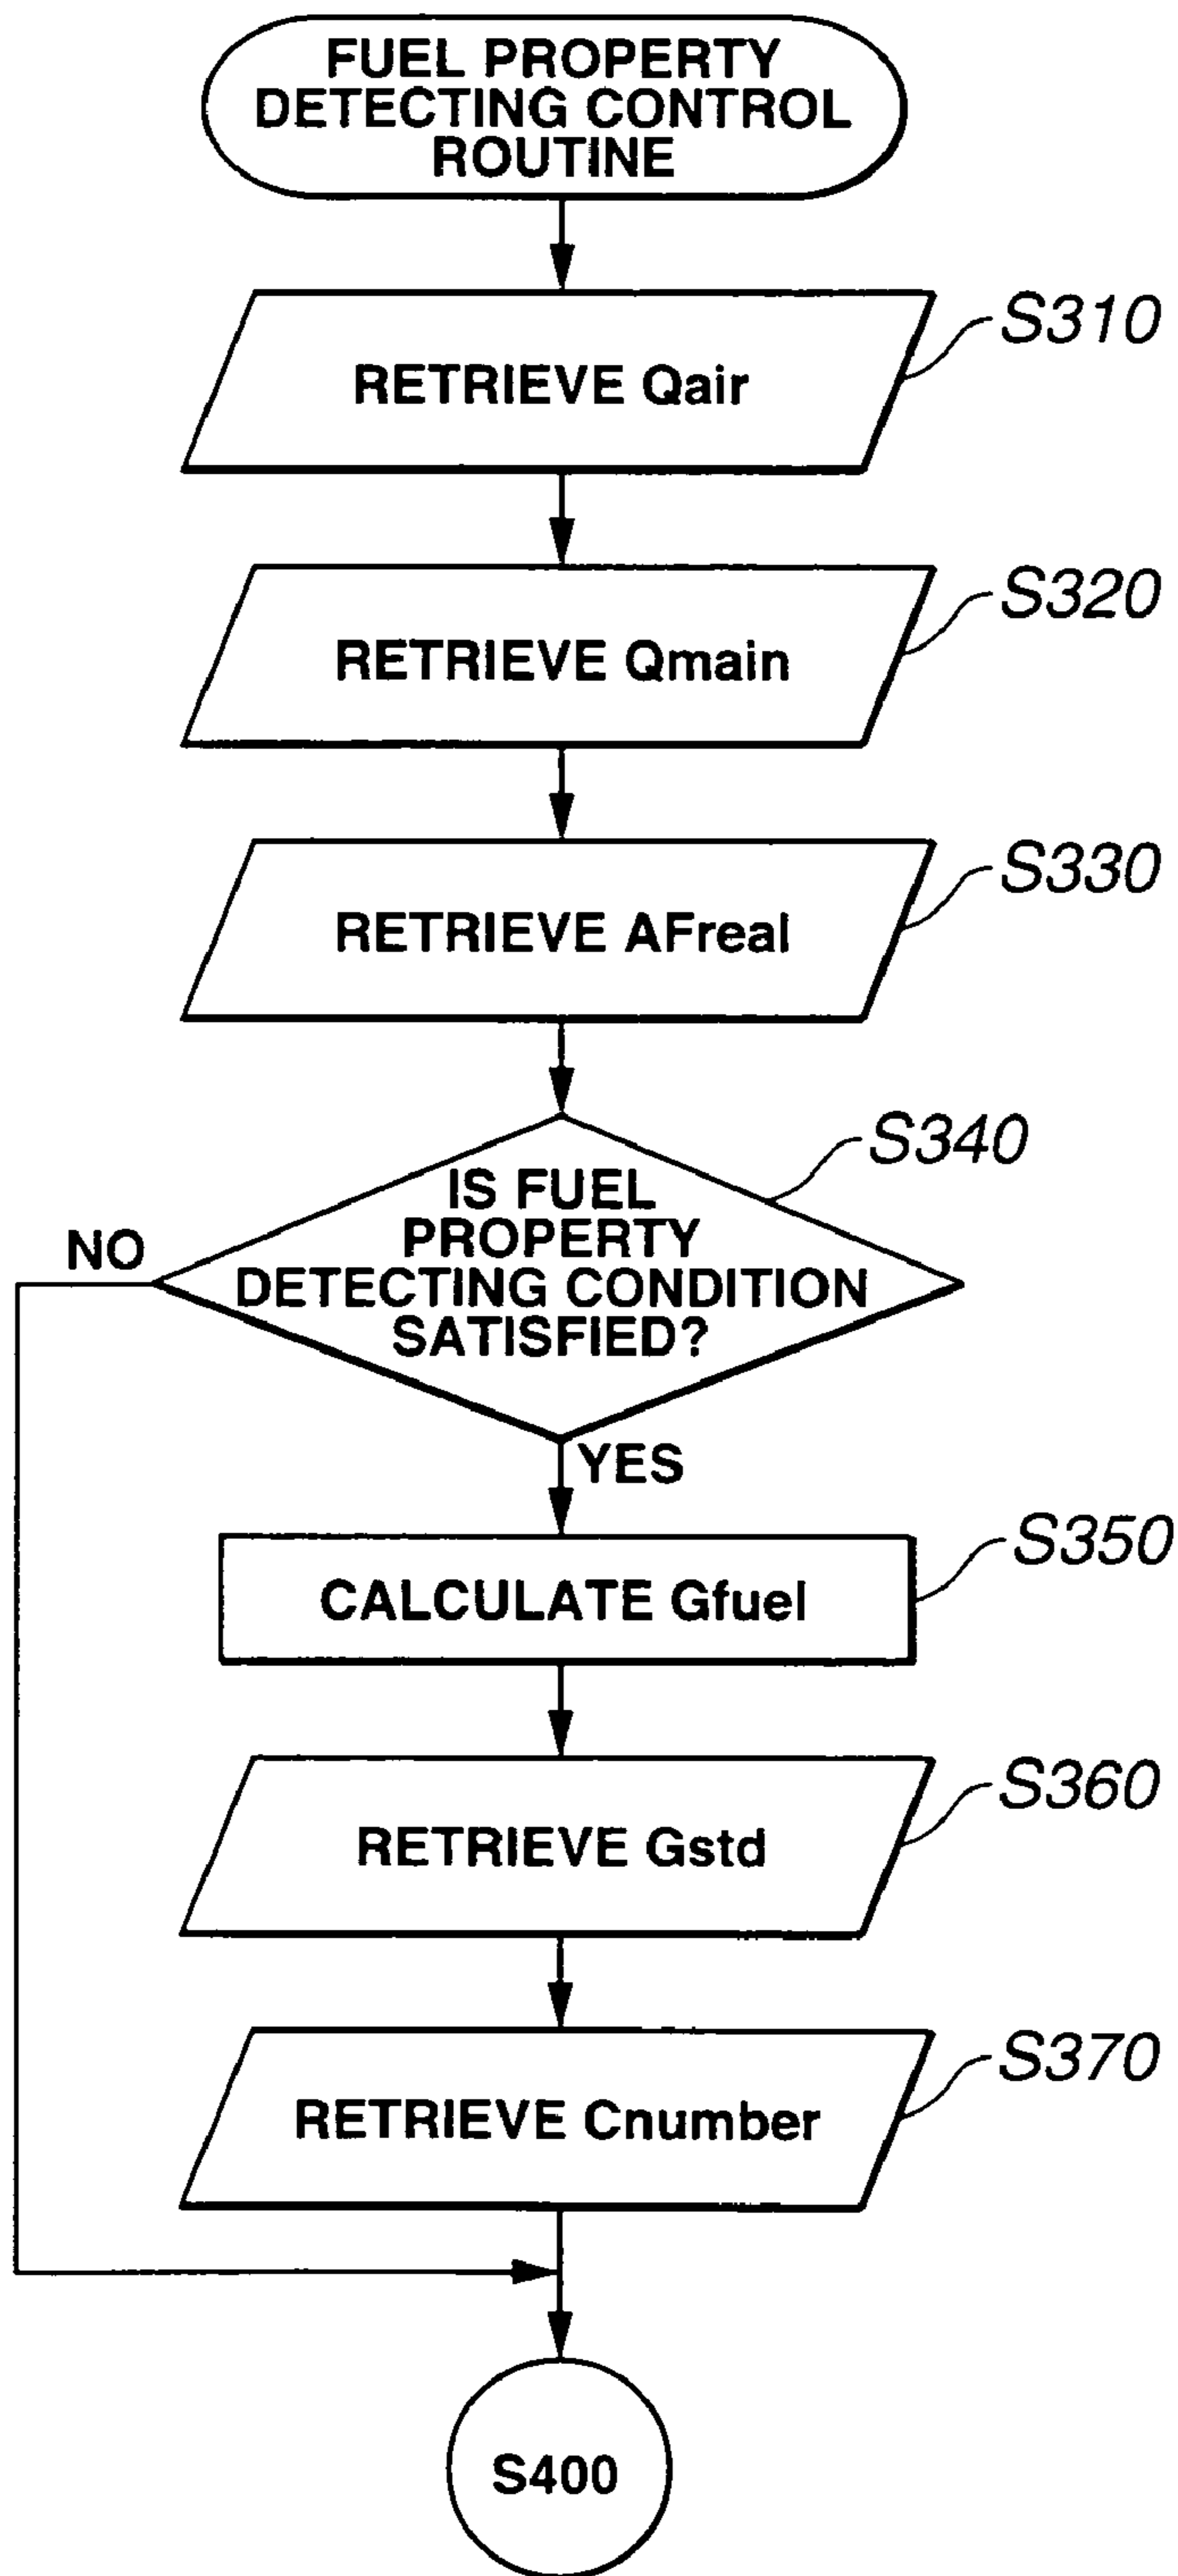 FUEL PROPERTY
DETECTING CONTROL
ROUTINE
S310
RETRIEVE Qair
S320
RETRIEVE Qmain
S330
RETRIEVE AFreal
S340
IS FUEL
PROPERTY
DETECTING CONDITION
SATISFIED?
NO
YES
S350
CALCULATE Gfuel
S360
RETRIEVE Gstd
S370
RETRIEVE Cnumber
S400